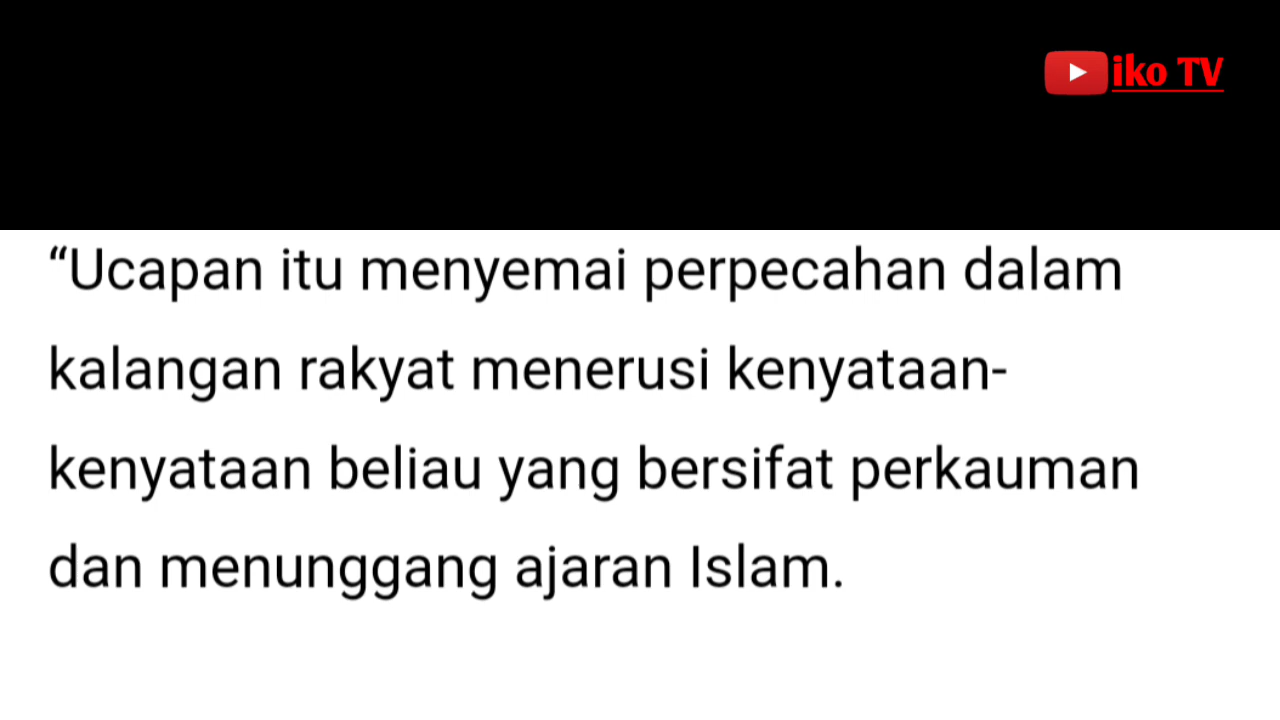 iko TV
“Ucapan itu menyemai perpecahan dalam
kalangan rakyat menerusi kenyataan-
kenyataan beliau yang bersifat perkauman
dan menunggang ajaran Islam.